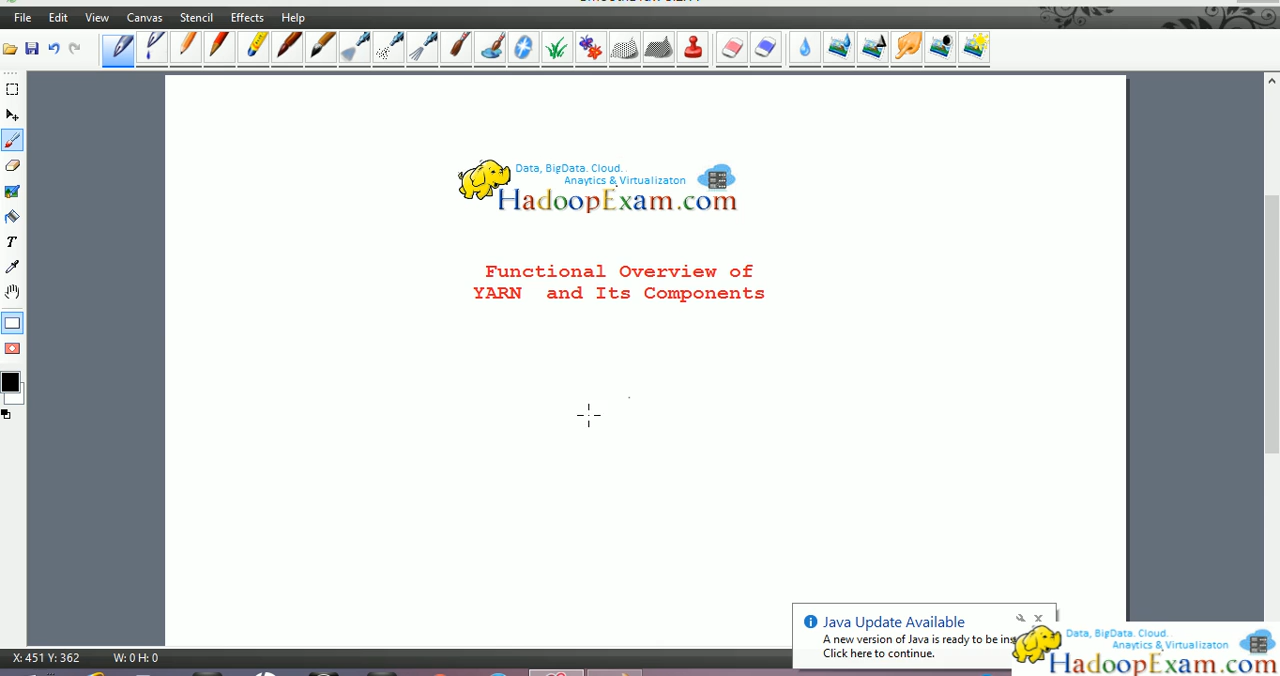 File Edit View Canvas Stencil Effects Help
Data, BigData. Cloud.
Anaytics & Virtualizaton
HadoopExam.com
Functional Overview of
YARN and Its Components
Java Update Available
A new version of Java is ready to be ins
Click here to continue.
Data, BigData. Cloud.
Anaytics & Virtualizaton
HadoopExam.com
X: 451 Y: 362 W: 0 H: 0